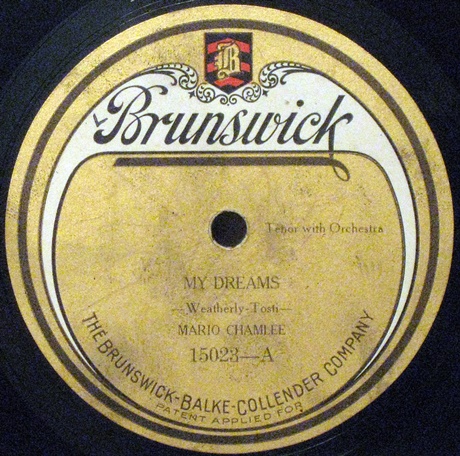 B
Brunswick
Tenor with Orchestra
MY DREAMS
—Weatherly-Tosti—
MARIO CHAMLEE
15023—A
THE BRUNSWICK-BALKE-COLLENDER COMPANY
PATENT APPLIED FOR